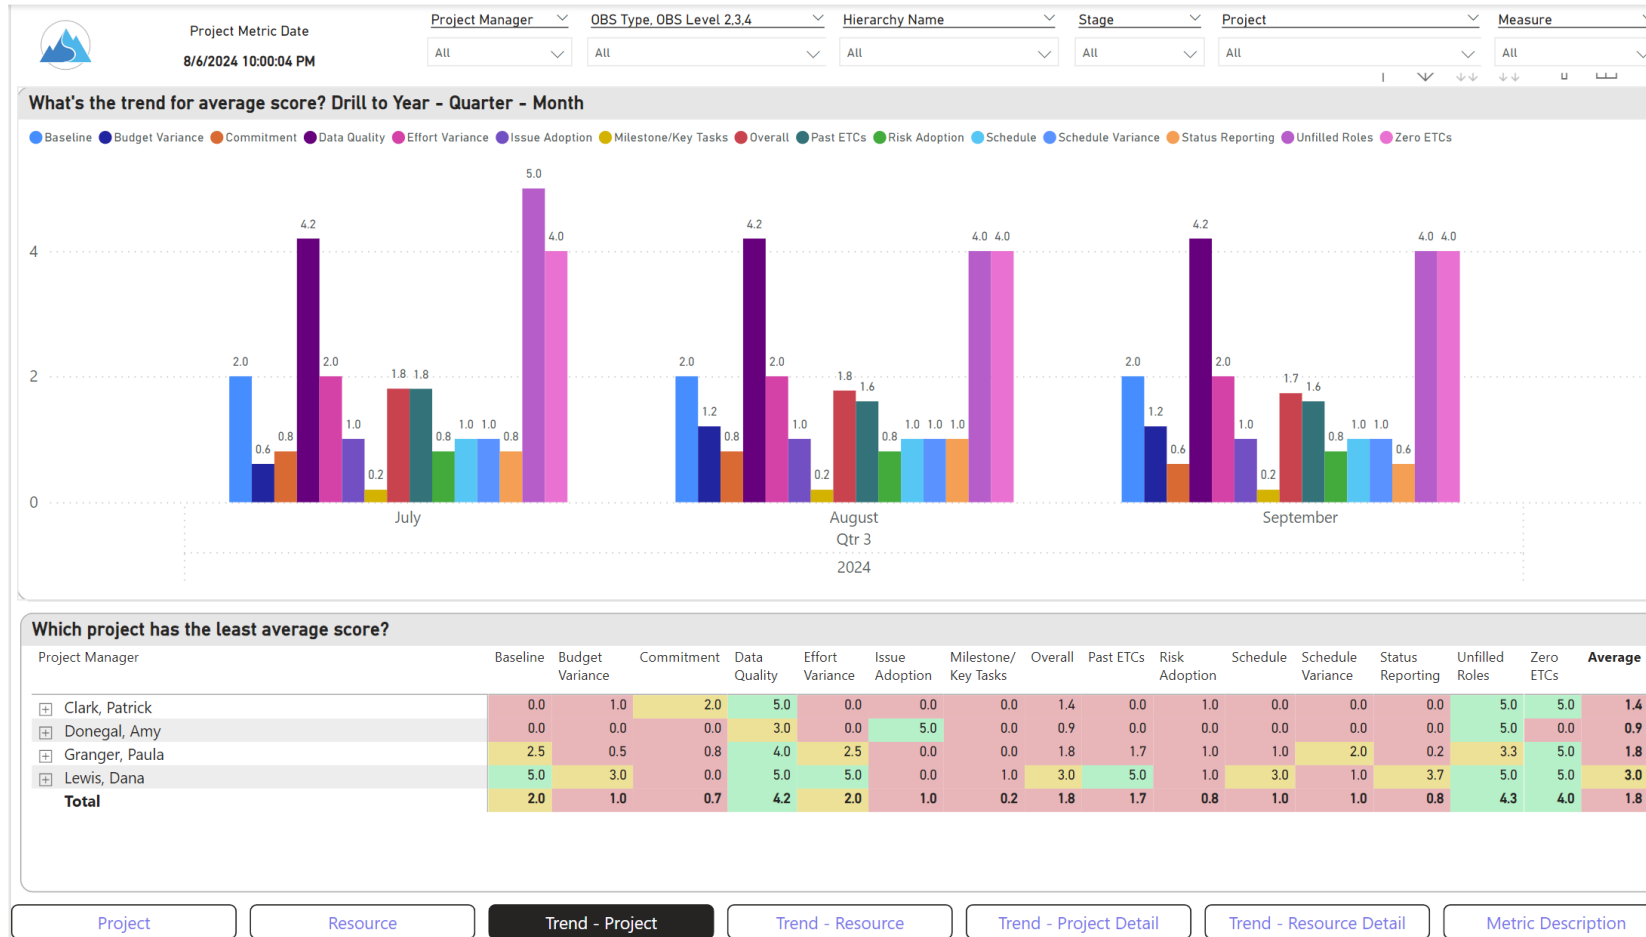 Project Metric Date
8/6/2024 10:00:04 PM
Project Manager OBS Type, OBS Level 2,3,4 Hierarchy Name Stage Project Measure
All All All All All All
What's the trend for average score? Drill to Year - Quarter - Month
Baseline Budget Variance Commitment Data Quality Effort Variance Issue Adoption Milestone/Key Tasks Overall Past ETCs Risk Adoption Schedule Schedule Variance Status Reporting Unfilled Roles Zero ETCs
4
2
0
2.0 0.6 0.8 4.2 2.0 1.0 0.2 1.8 1.8 0.8 1.0 1.0 0.8 5.0 4.0
2.0 1.2 0.8 4.2 2.0 1.0 0.2 1.8 1.6 0.8 1.0 1.0 1.0 4.0 4.0
2.0 1.2 0.6 4.2 2.0 1.0 0.2 1.7 1.6 0.8 1.0 1.0 0.6 4.0 4.0
July August September
Qtr 3
2024
Which project has the least average score?
Project Manager Baseline Budget Variance Commitment Data Quality Effort Variance Issue Adoption Milestone/Key Tasks Overall Past ETCs Risk Adoption Schedule Schedule Variance Status Reporting Unfilled Roles Zero ETCs Average
Clark, Patrick 0.0 1.0 2.0 5.0 0.0 0.0 0.0 1.4 0.0 1.0 0.0 0.0 0.0 5.0 5.0 1.4
Donegal, Amy 0.0 0.0 0.0 3.0 0.0 5.0 0.0 0.9 0.0 0.0 0.0 0.0 0.0 5.0 0.0 0.9
Granger, Paula 2.5 0.5 0.8 4.0 2.5 0.0 0.0 1.8 1.7 1.0 1.0 2.0 0.2 3.3 5.0 1.8
Lewis, Dana 5.0 3.0 0.0 5.0 5.0 0.0 1.0 3.0 5.0 1.0 3.0 1.0 3.7 5.0 5.0 3.0
Total 2.0 1.0 0.7 4.2 2.0 1.0 0.2 1.8 1.7 0.8 1.0 1.0 0.8 4.3 4.0 1.8
Project Resource Trend - Project Trend - Resource Trend - Project Detail Trend - Resource Detail Metric Description